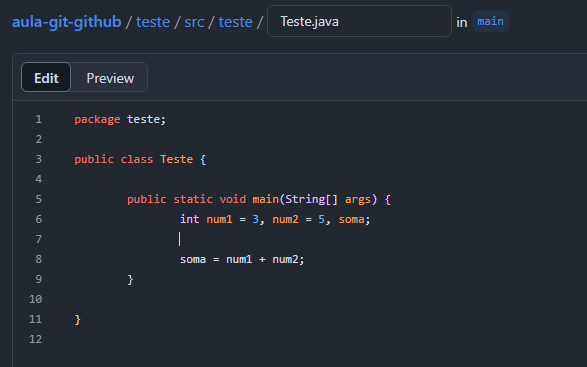 aula-git-github / teste / src / teste / Teste.java in main
Edit Preview
1 package teste;
2
3 public class Teste {
4
5 public static void main(String[] args) {
6 int num1 = 3, num2 = 5, soma;
7
8 soma = num1 + num2;
9 }
10
11 }
12